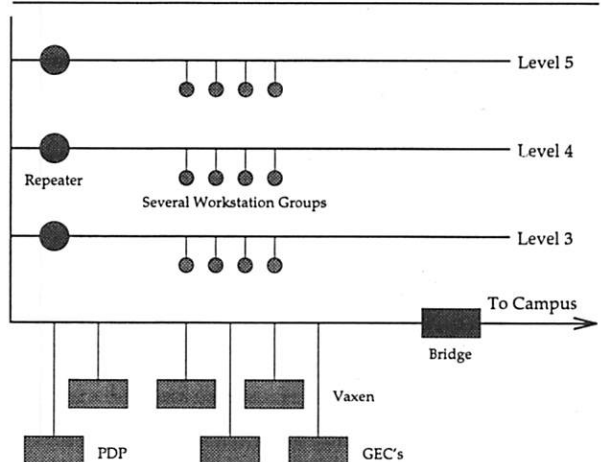 Level 5
Level 4
Repeater
Several Workstation Groups
Level 3
To Campus
Bridge
Vaxen
PDP
GEC's